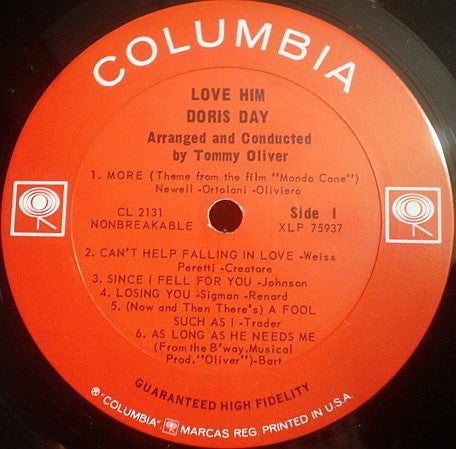 COLUMBIA
LOVE HIM
DORIS DAY
Arranged and Conducted
by Tommy Oliver
1. MORE (Theme from the film "Mondo Cane")
Newell -Ortolani -Oliviero
CL 2131
NONBREAKABLE
Side 1
XLP 75937
2. CAN'T HELP FALLING IN LOVE -Weiss
Peretti -Creatore
3. SINCE I FELL FOR YOU -Johnson
4. LOSING YOU -Sigman -Renard
5. (Now and Then There's) A FOOL
SUCH AS I -Trader
6. AS LONG AS HE NEEDS ME
(From the B'way. Musical
Prod. "Oliver") -Bart
GUARANTEED HIGH FIDELITY
® "COLUMBIA" MARCAS REG. PRINTED IN U.S.A.